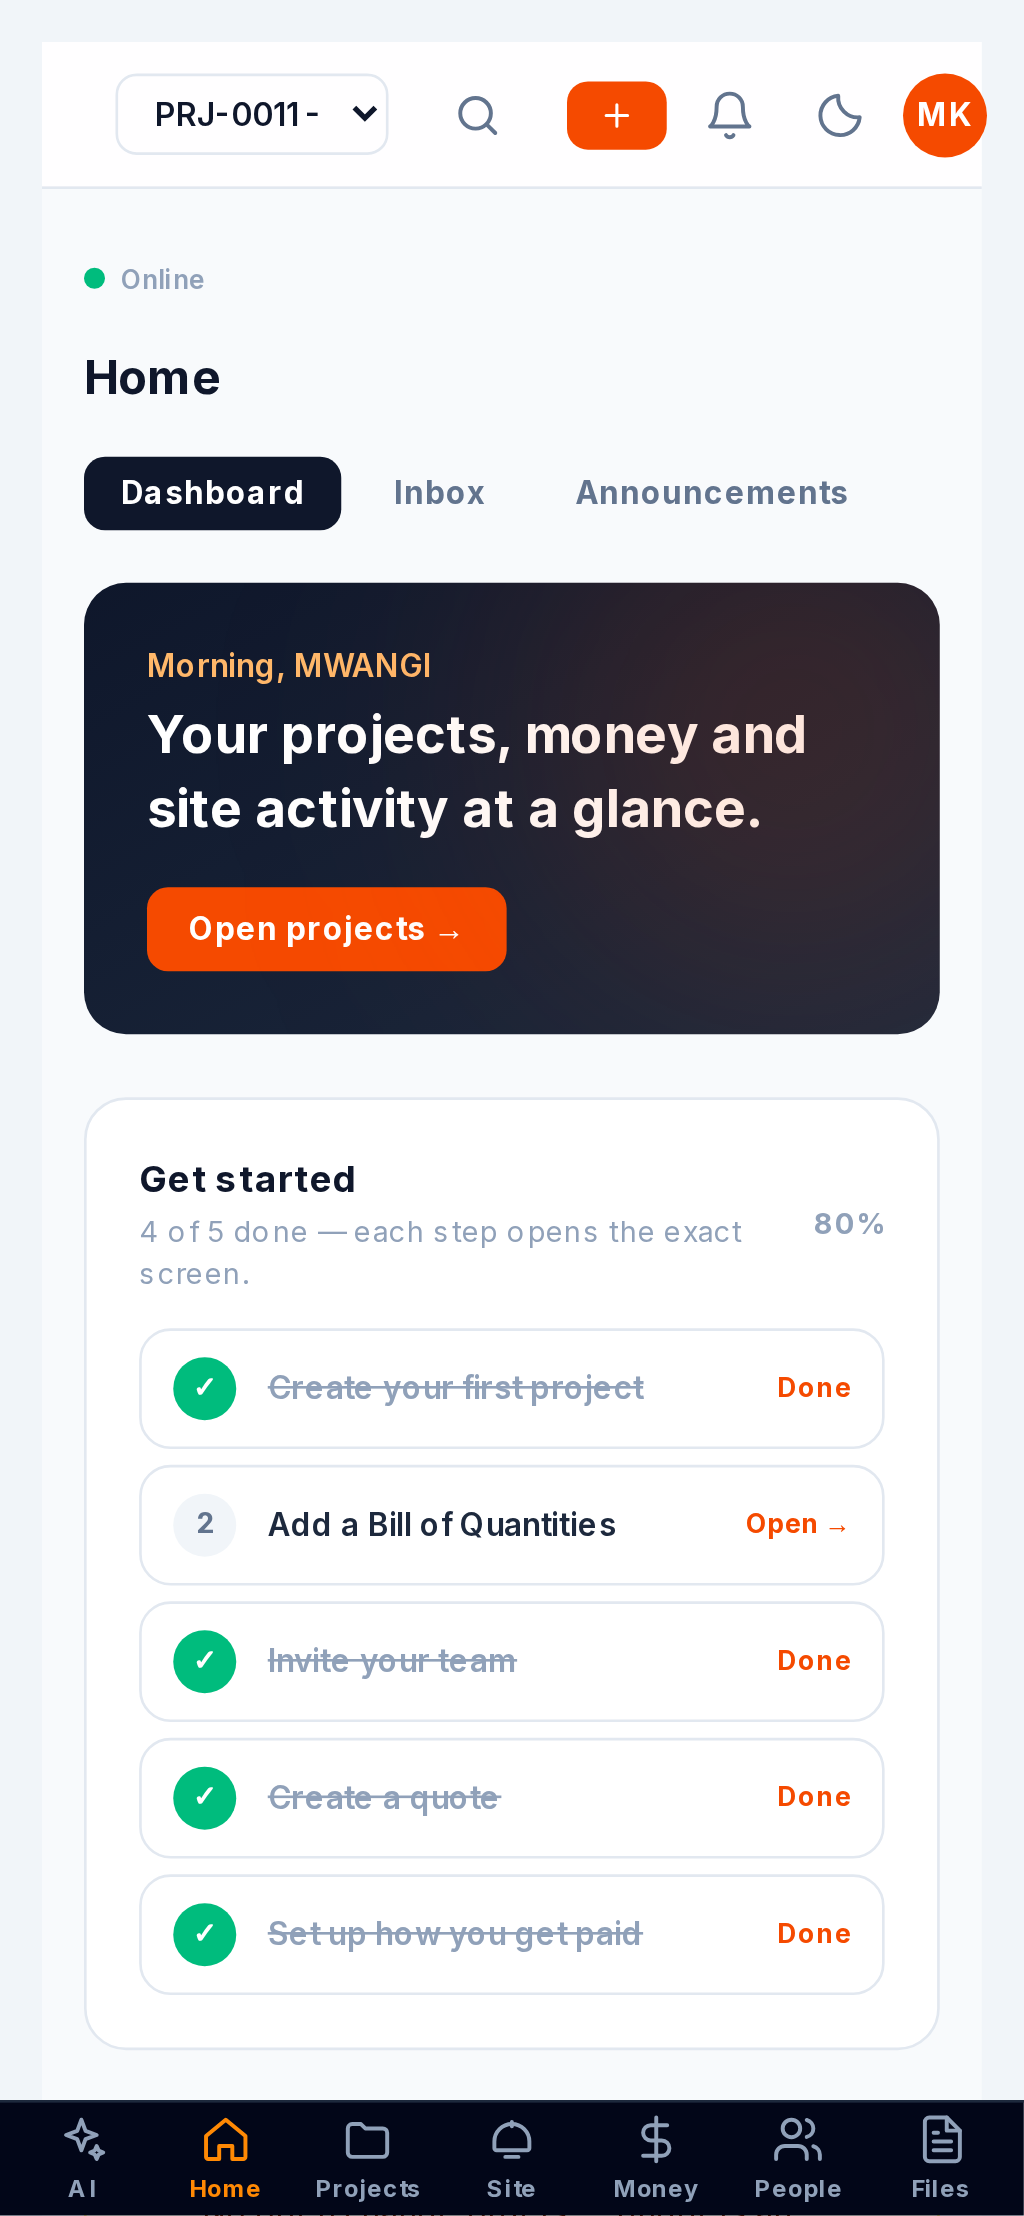 PRJ-0011 -
MK
Online
Home
Dashboard
Inbox
Announcements
Morning, MWANGI
Your projects, money and
site activity at a glance.
Open projects →
Get started
4 of 5 done — each step opens the exact
screen.
80%
✓ Create your first project Done
2 Add a Bill of Quantities Open →
✓ Invite your team Done
✓ Create a quote Done
✓ Set up how you get paid Done
AI
Home
Projects
Site
Money
People
Files